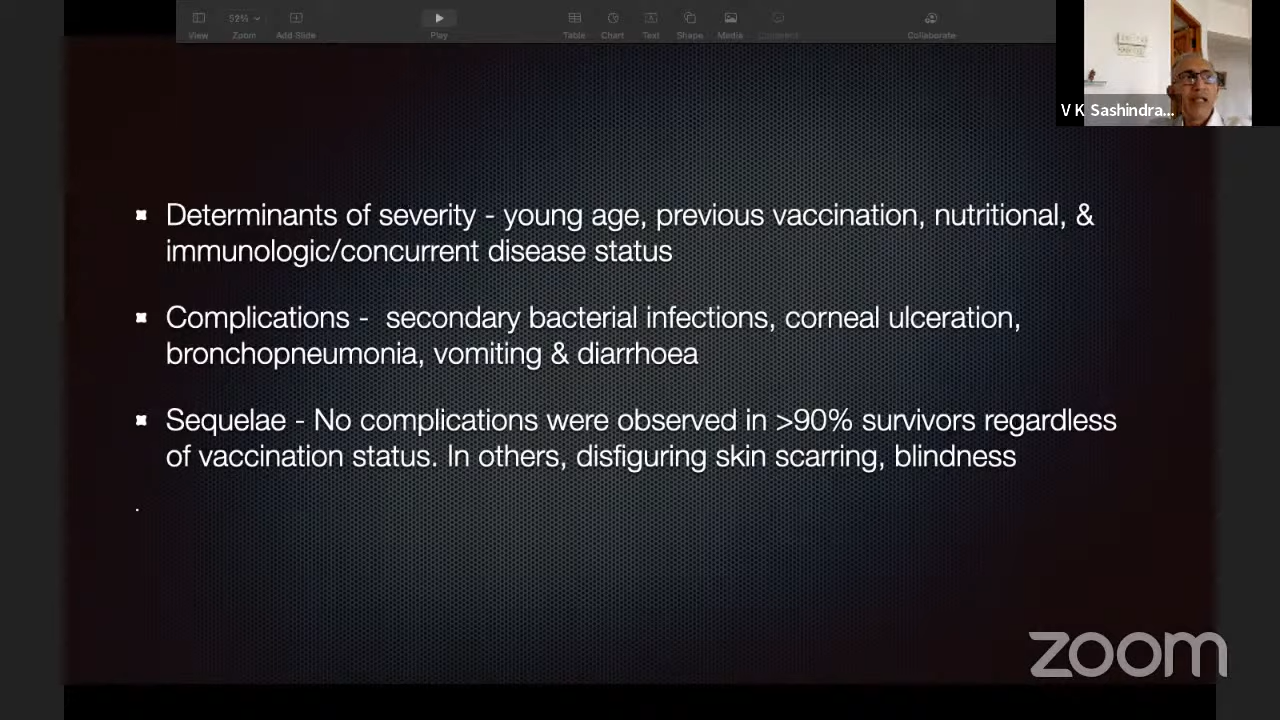 View
52%
Zoom
Add Slide
Play
Table
Chart
Text
Shape
Media
Comment
Collaborate
V K Sashindra...
Determinants of severity - young age, previous vaccination, nutritional, &
immunologic/concurrent disease status
Complications - secondary bacterial infections, corneal ulceration,
bronchopneumonia, vomiting & diarrhoea
Sequelae - No complications were observed in >90% survivors regardless
of vaccination status. In others, disfiguring skin scarring, blindness
.
zoom